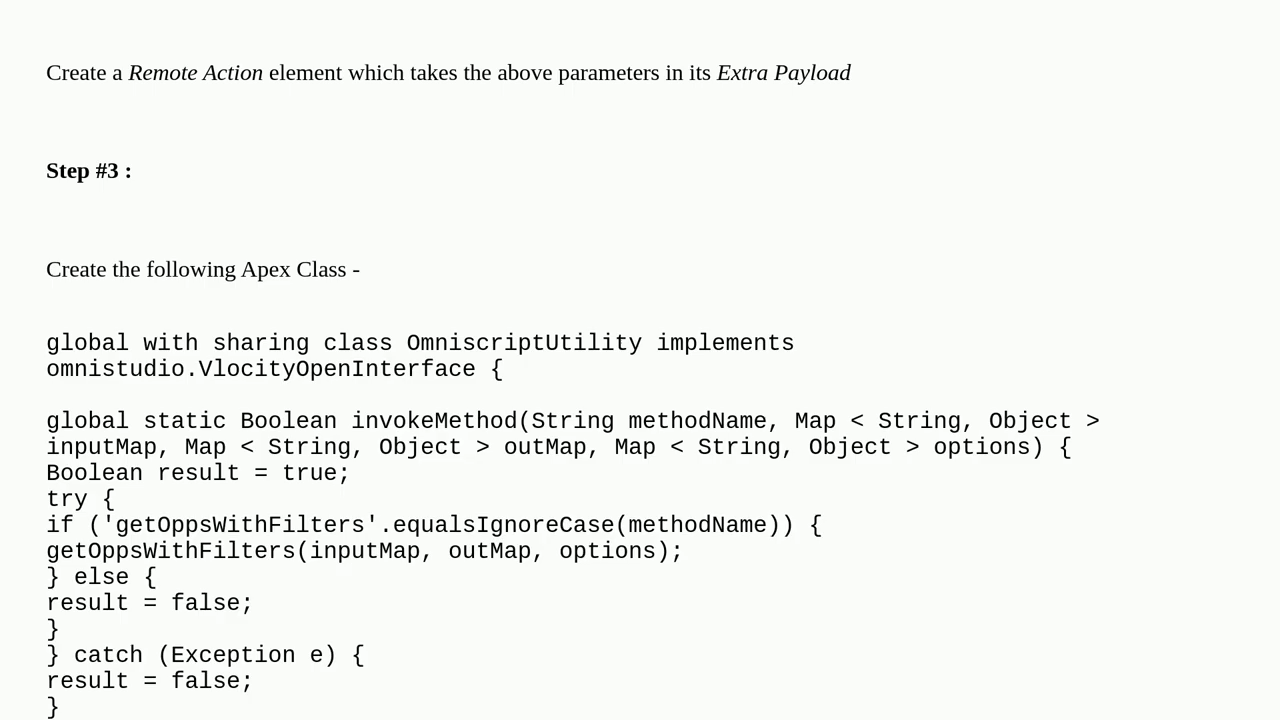 Create a Remote Action element which takes the above parameters in its Extra Payload
Step #3 :
Create the following Apex Class -
global with sharing class OmniscriptUtility implements
omnistudio.VlocityOpenInterface {
global static Boolean invokeMethod(String methodName, Map < String, Object >
inputMap, Map < String, Object > outMap, Map < String, Object > options) {
Boolean result = true;
try {
if ('getOppsWithFilters'.equalsIgnoreCase(methodName)) {
getOppsWithFilters(inputMap, outMap, options);
} else {
result = false;
}
} catch (Exception e) {
result = false;
}